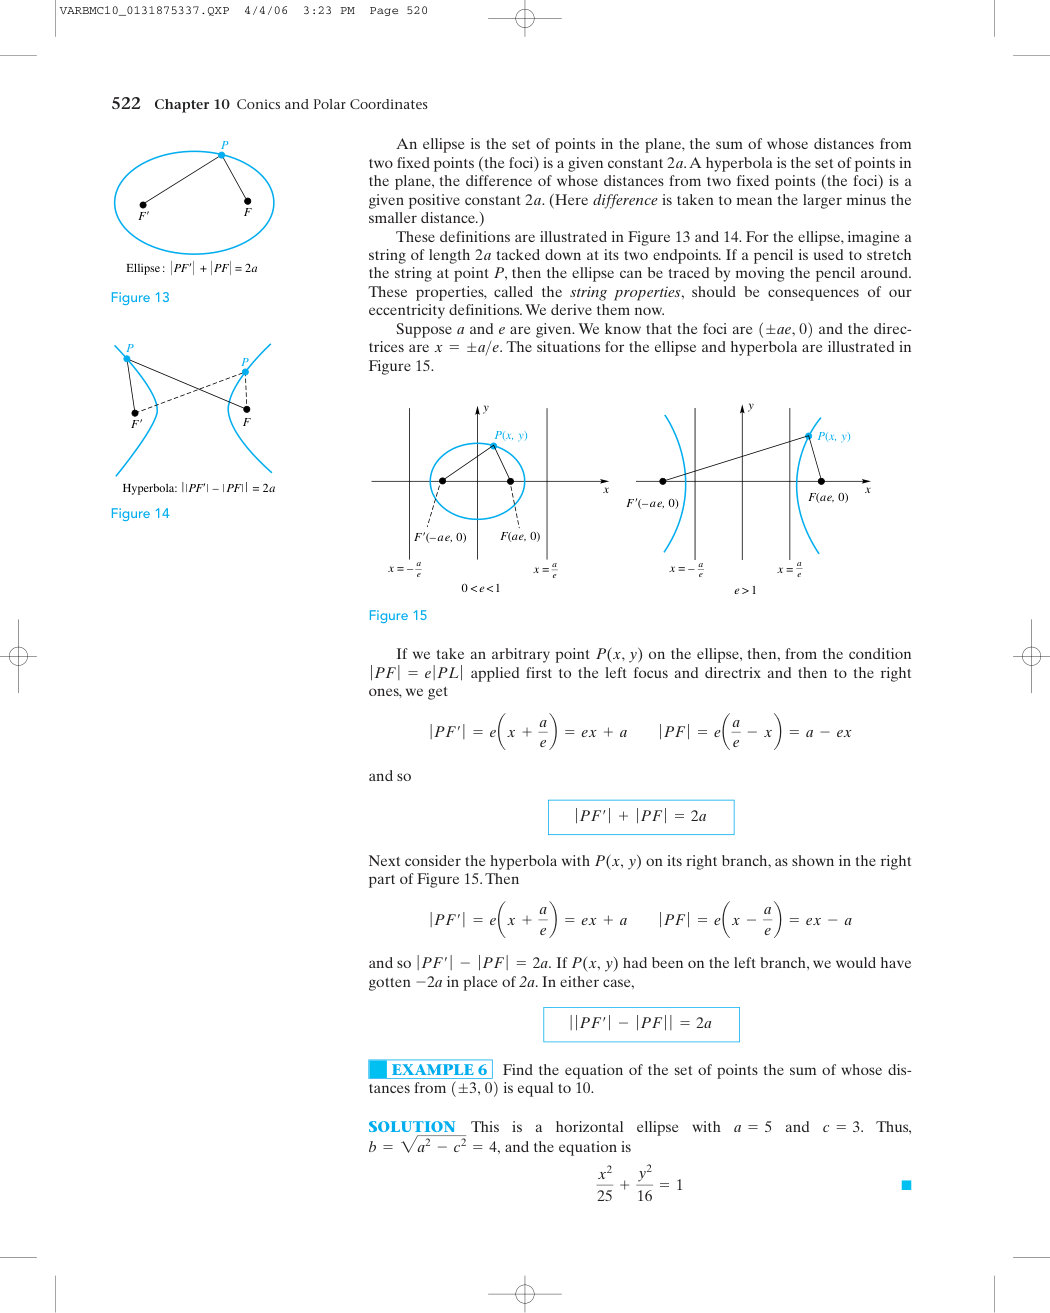 VARBMC10_0131875337.QXP 4/4/06 3:23 PM Page 520
522 Chapter 10 Conics and Polar Coordinates
P
F′
F
Ellipse: |PF′| + |PF| = 2a
Figure 13
P
P
F′
F
Hyperbola: ||PF′| – |PF|| = 2a
Figure 14
An ellipse is the set of points in the plane, the sum of whose distances from
two fixed points (the foci) is a given constant 2a. A hyperbola is the set of points in
the plane, the difference of whose distances from two fixed points (the foci) is a
given positive constant 2a. (Here difference is taken to mean the larger minus the
smaller distance.)
These definitions are illustrated in Figure 13 and 14. For the ellipse, imagine a
string of length 2a tacked down at its two endpoints. If a pencil is used to stretch
the string at point P, then the ellipse can be traced by moving the pencil around.
These properties, called the string properties, should be consequences of our
eccentricity definitions. We derive them now.
Suppose a and e are given. We know that the foci are (±ae, 0) and the direc-
trices are x = ±a/e. The situations for the ellipse and hyperbola are illustrated in
Figure 15.
y
P(x, y)
x
F′(–ae, 0)
F(ae, 0)
x = – a/e
x = a/e
0 < e < 1
y
P(x, y)
x
F′(–ae, 0)
F(ae, 0)
x = – a/e
x = a/e
e > 1
Figure 15
If we take an arbitrary point P(x, y) on the ellipse, then, from the condition
|PF| = e|PL| applied first to the left focus and directrix and then to the right
ones, we get
|PF′| = e(x + a/e) = ex + a |PF| = e(a/e − x) = a − ex
and so
|PF′| + |PF| = 2a
Next consider the hyperbola with P(x, y) on its right branch, as shown in the right
part of Figure 15. Then
|PF′| = e(x + a/e) = ex + a |PF| = e(x − a/e) = ex − a
and so |PF′| − |PF| = 2a. If P(x, y) had been on the left branch, we would have
gotten −2a in place of 2a. In either case,
||PF′| − |PF|| = 2a
EXAMPLE 6 Find the equation of the set of points the sum of whose dis-
tances from (±3, 0) is equal to 10.
SOLUTION This is a horizontal ellipse with a = 5 and c = 3. Thus,
b = √(a² − c²) = 4, and the equation is
x²/25 + y²/16 = 1